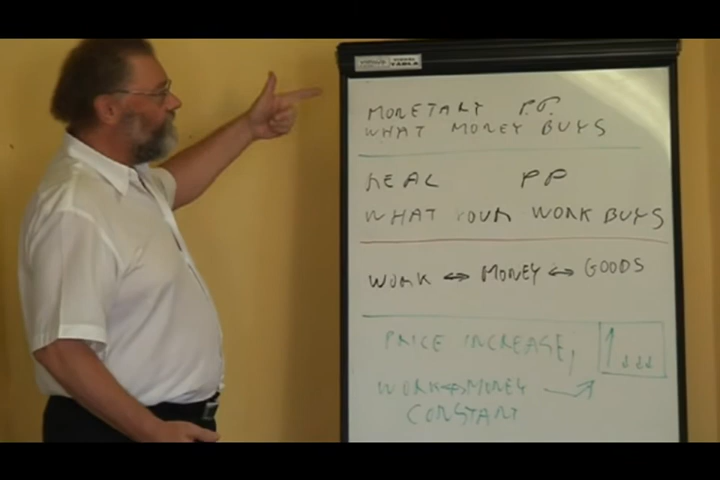 MONETARY P.P.
WHAT MONEY BUYS
REAL PP
WHAT YOUR WORK BUYS
WORK ↔ MONEY ↔ GOODS
PRICE INCREASE; ↑ ↓↓↓
WORK↔MONEY →
CONSTANT